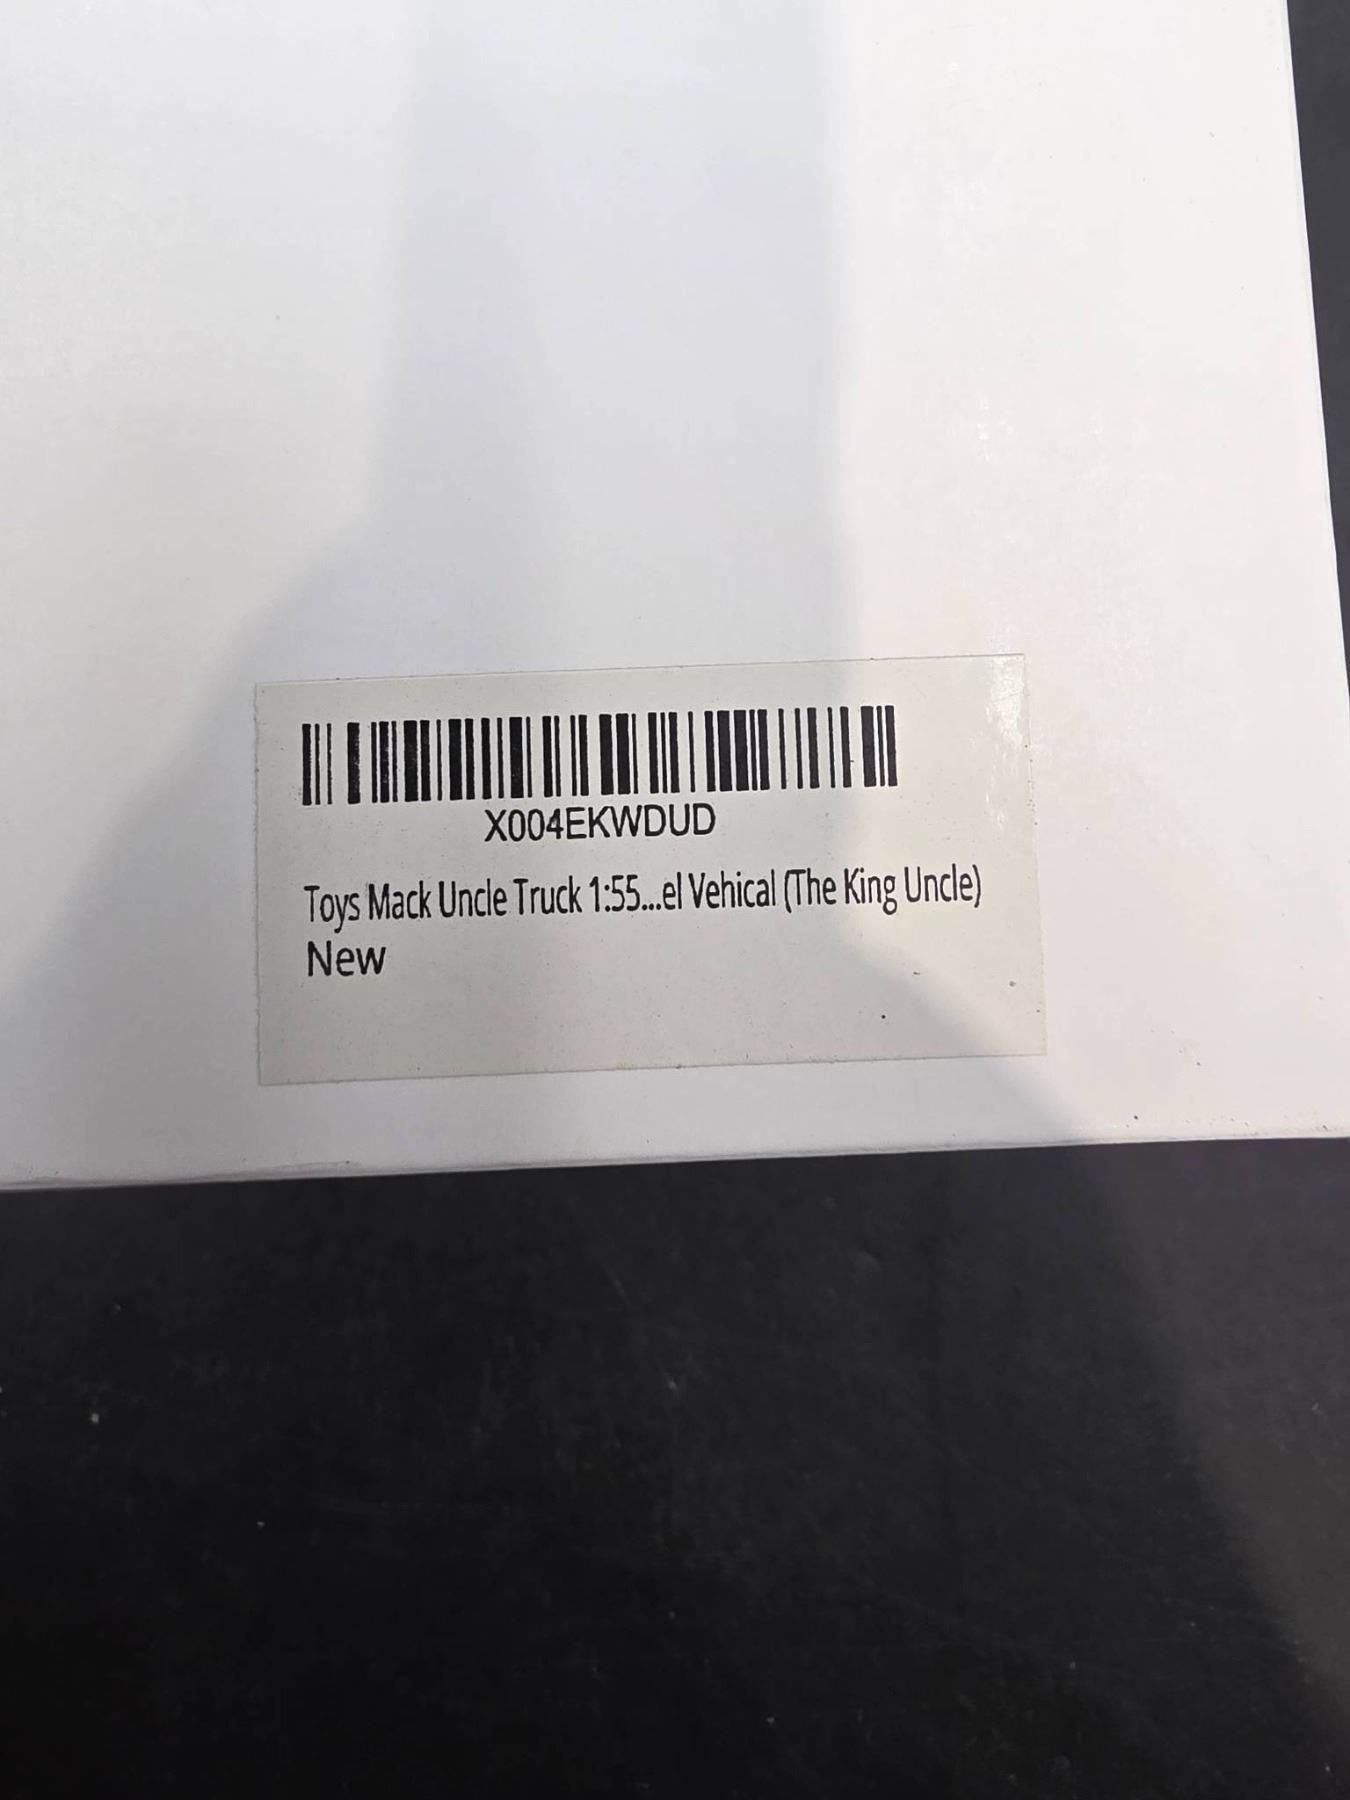 X004EKWDUD
Toys Mack Uncle Truck 1:55...el Vehical (The King Uncle)
New